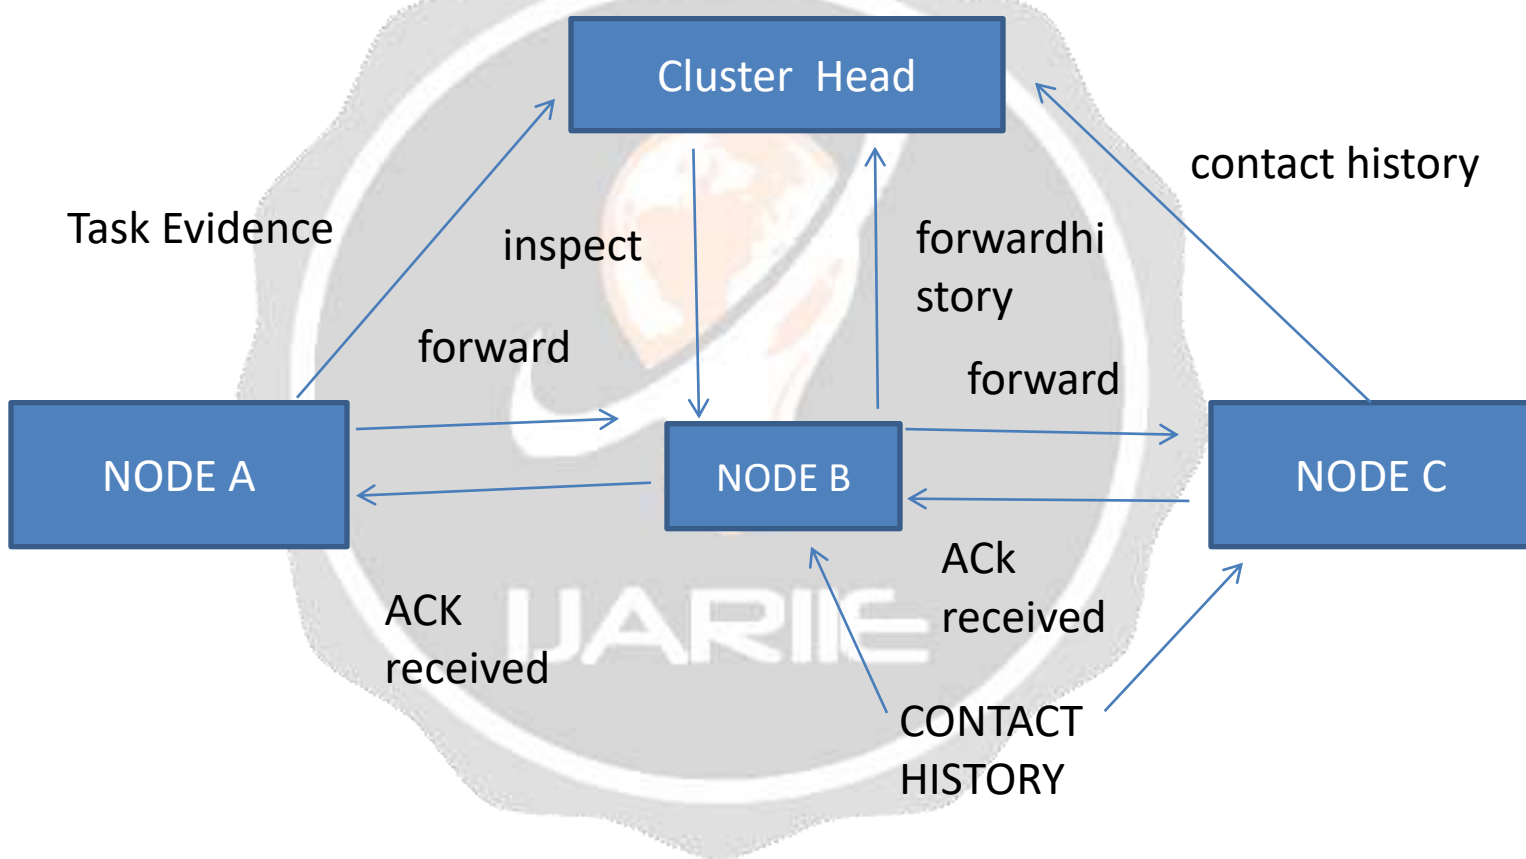 Cluster Head
contact history
Task Evidence
inspect
forwardhi
story
forward
forward
NODE A
NODE B
NODE C
ACK
received
ACk
received
IJARIIE
CONTACT
HISTORY